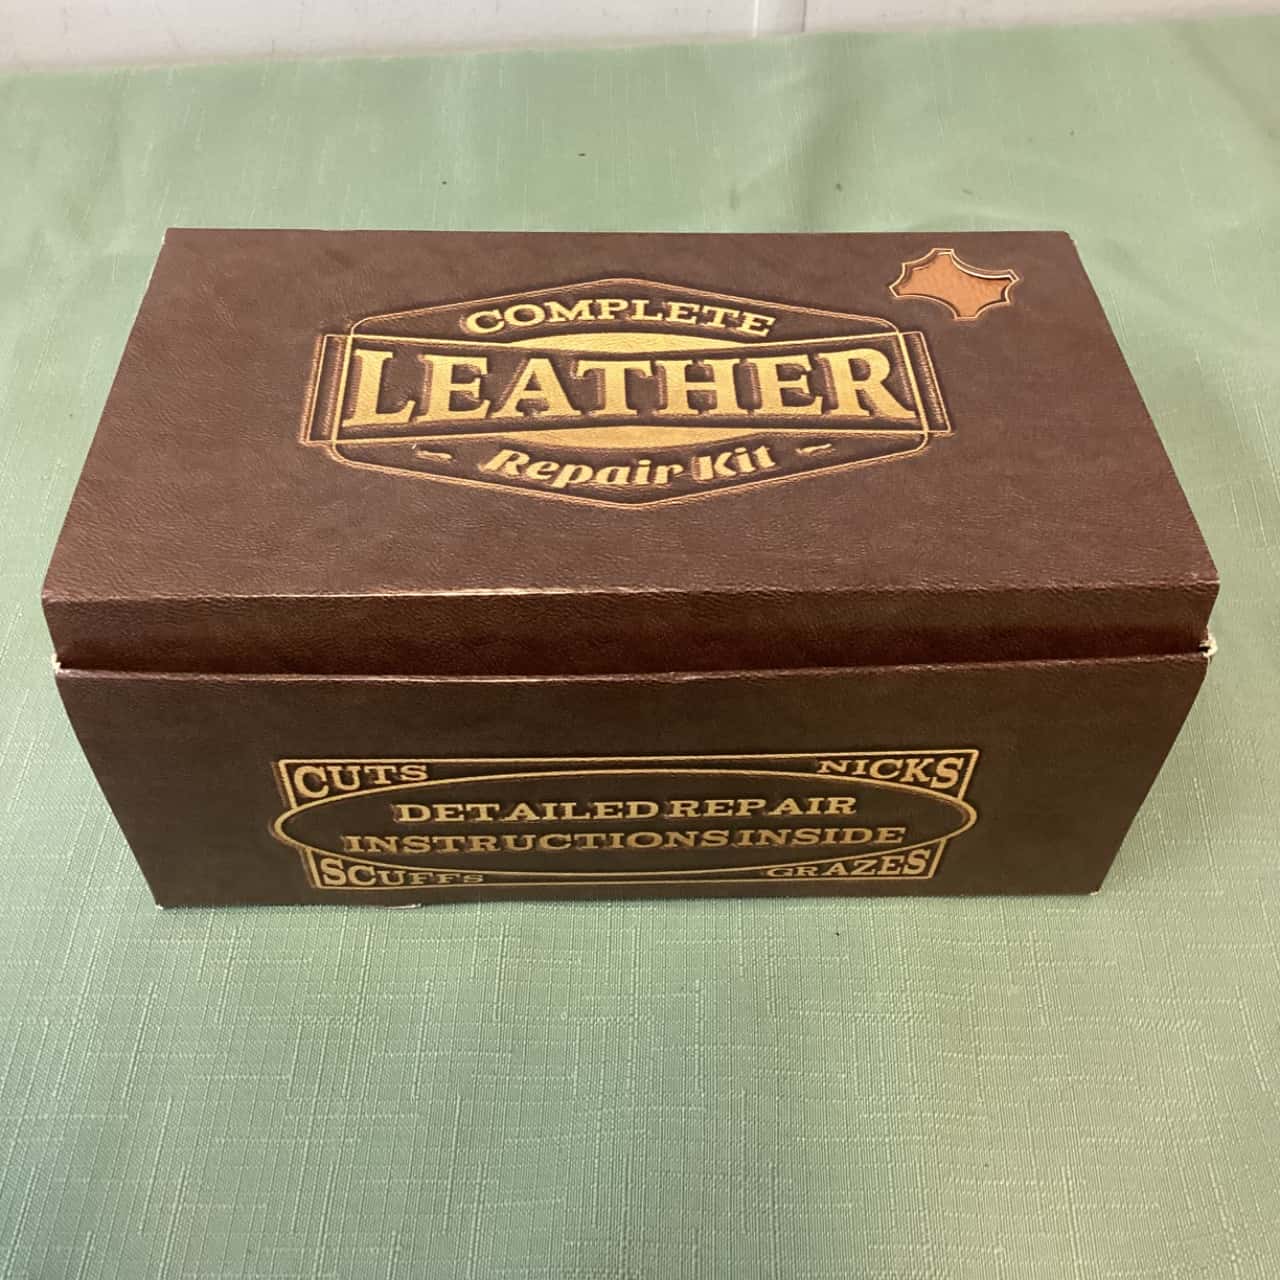 COMPLETE
LEATHER
Repair Kit
CUTS NICKS
DETAILED REPAIR
INSTRUCTIONS INSIDE
SCUFFS GRAZES